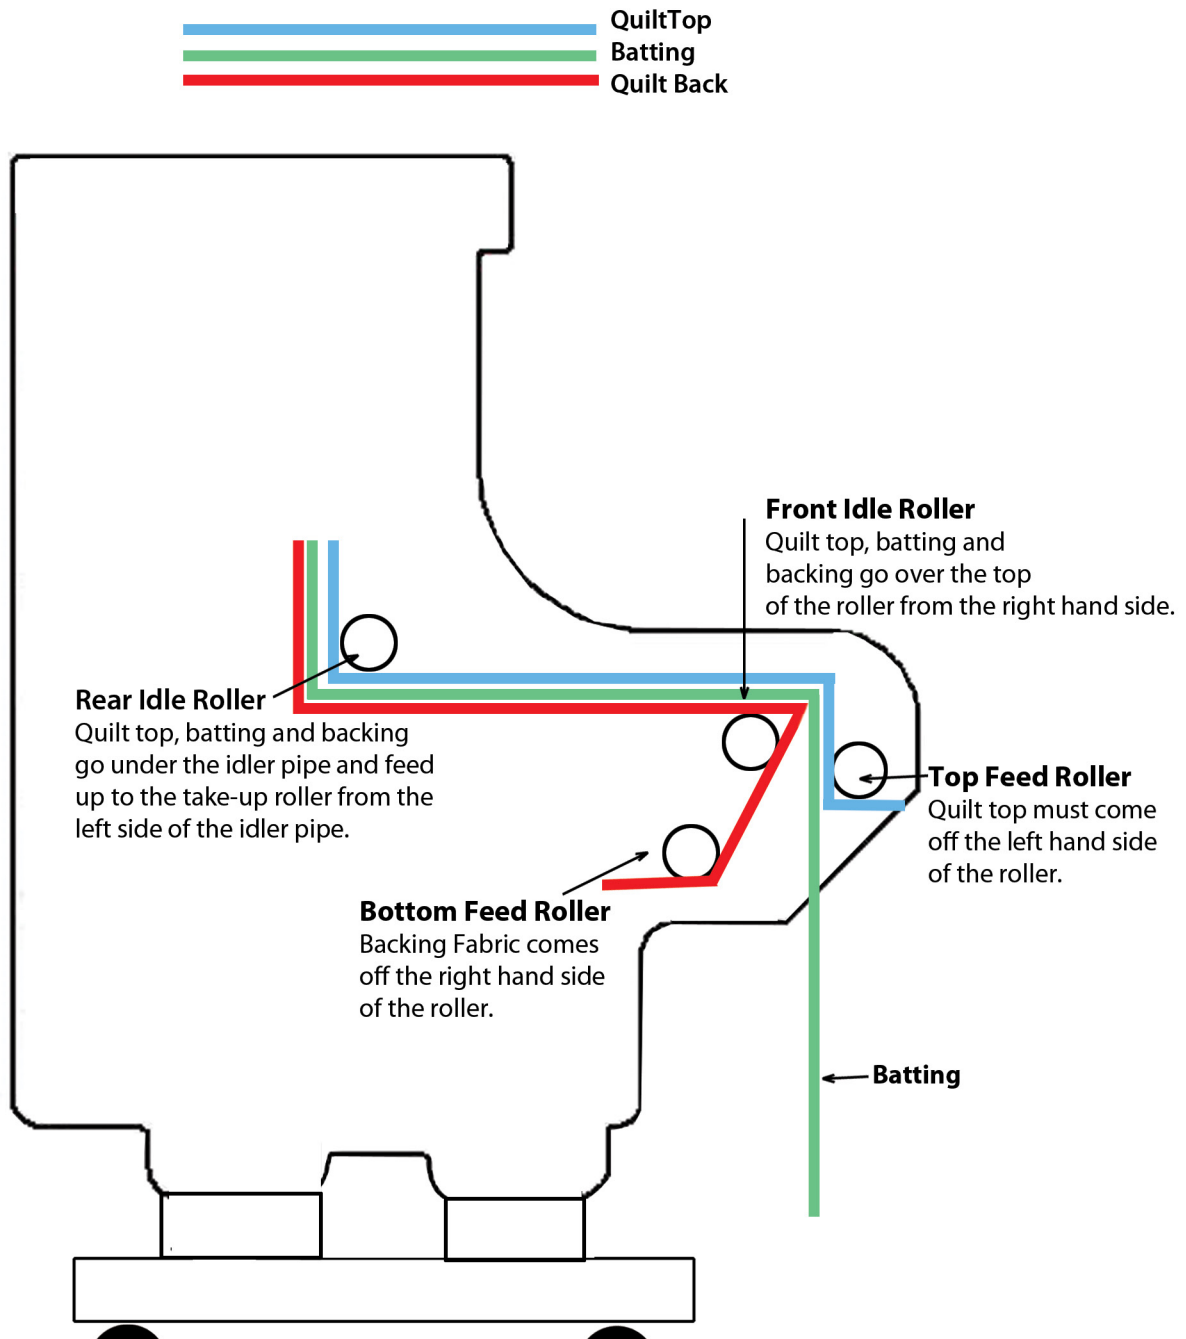 QuiltTop
Batting
Quilt Back
Front Idle Roller
Quilt top, batting and
backing go over the top
of the roller from the right hand side.
Rear Idle Roller
Quilt top, batting and backing
go under the idler pipe and feed
up to the take-up roller from the
left side of the idler pipe.
Top Feed Roller
Quilt top must come
off the left hand side
of the roller.
Bottom Feed Roller
Backing Fabric comes
off the right hand side
of the roller.
Batting